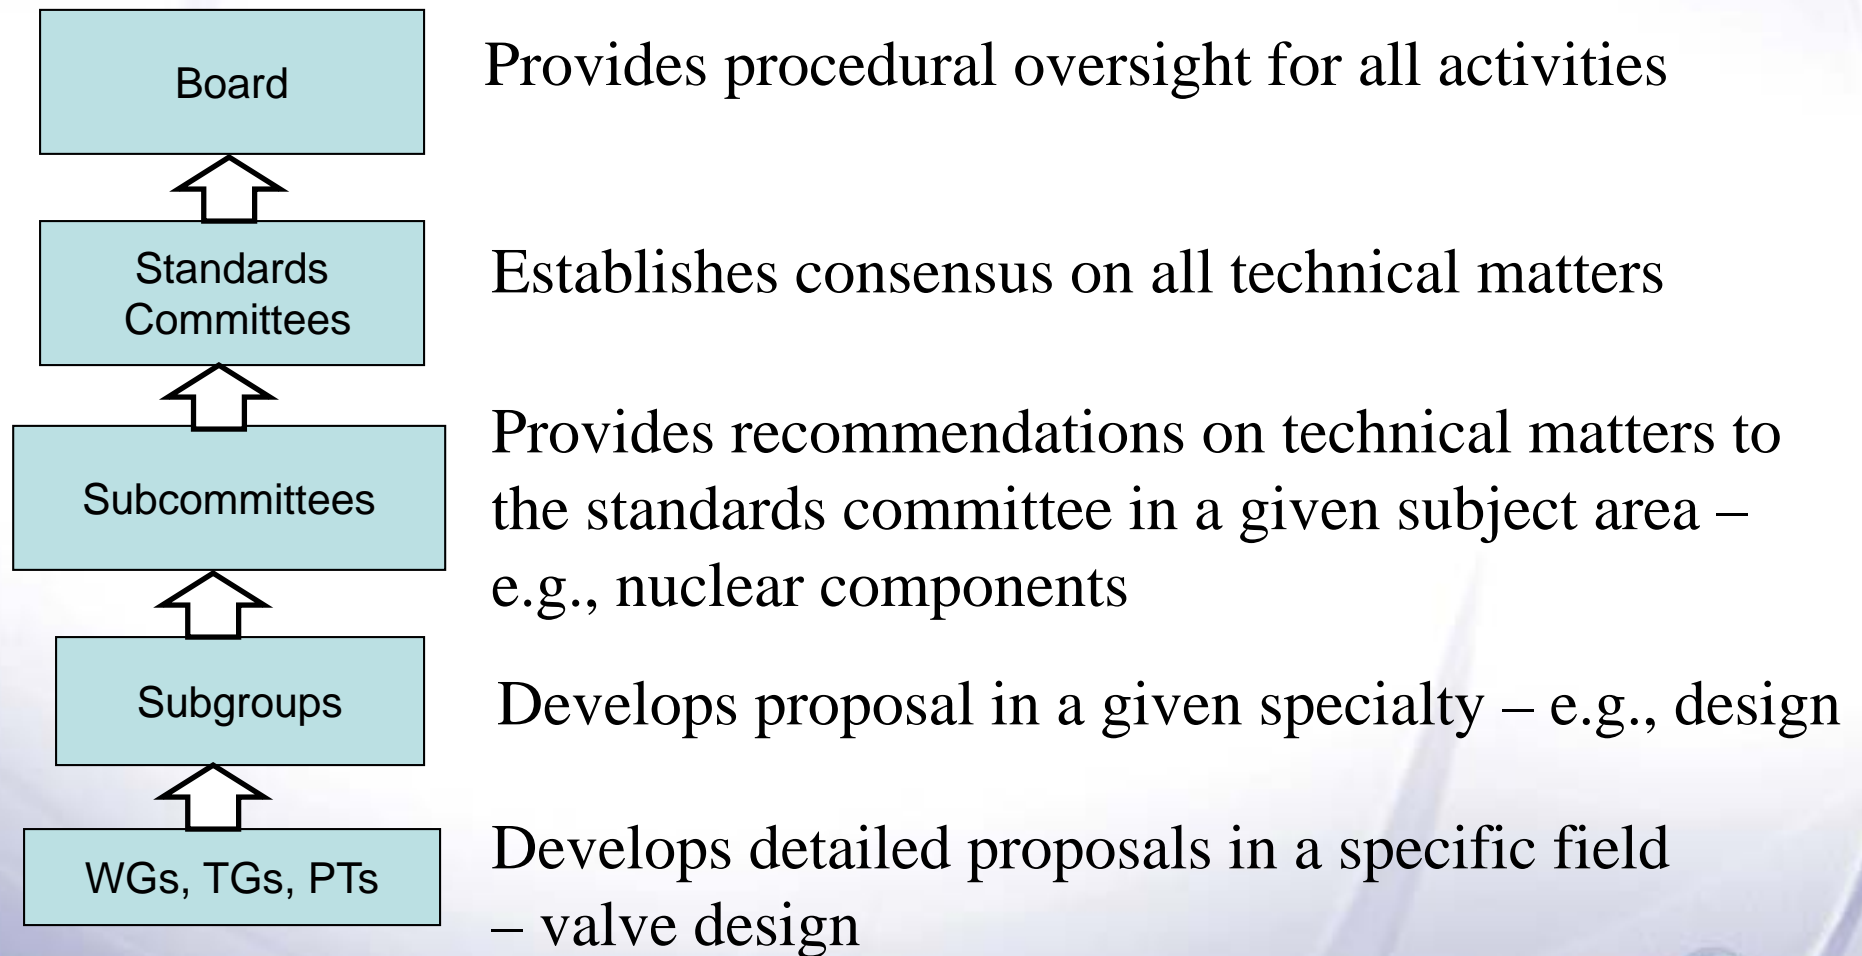 Board
Provides procedural oversight for all activities
Standards
Committees
Establishes consensus on all technical matters
Subcommittees
Provides recommendations on technical matters to
the standards committee in a given subject area –
e.g., nuclear components
Subgroups
Develops proposal in a given specialty – e.g., design
WGs, TGs, PTs
Develops detailed proposals in a specific field
– valve design